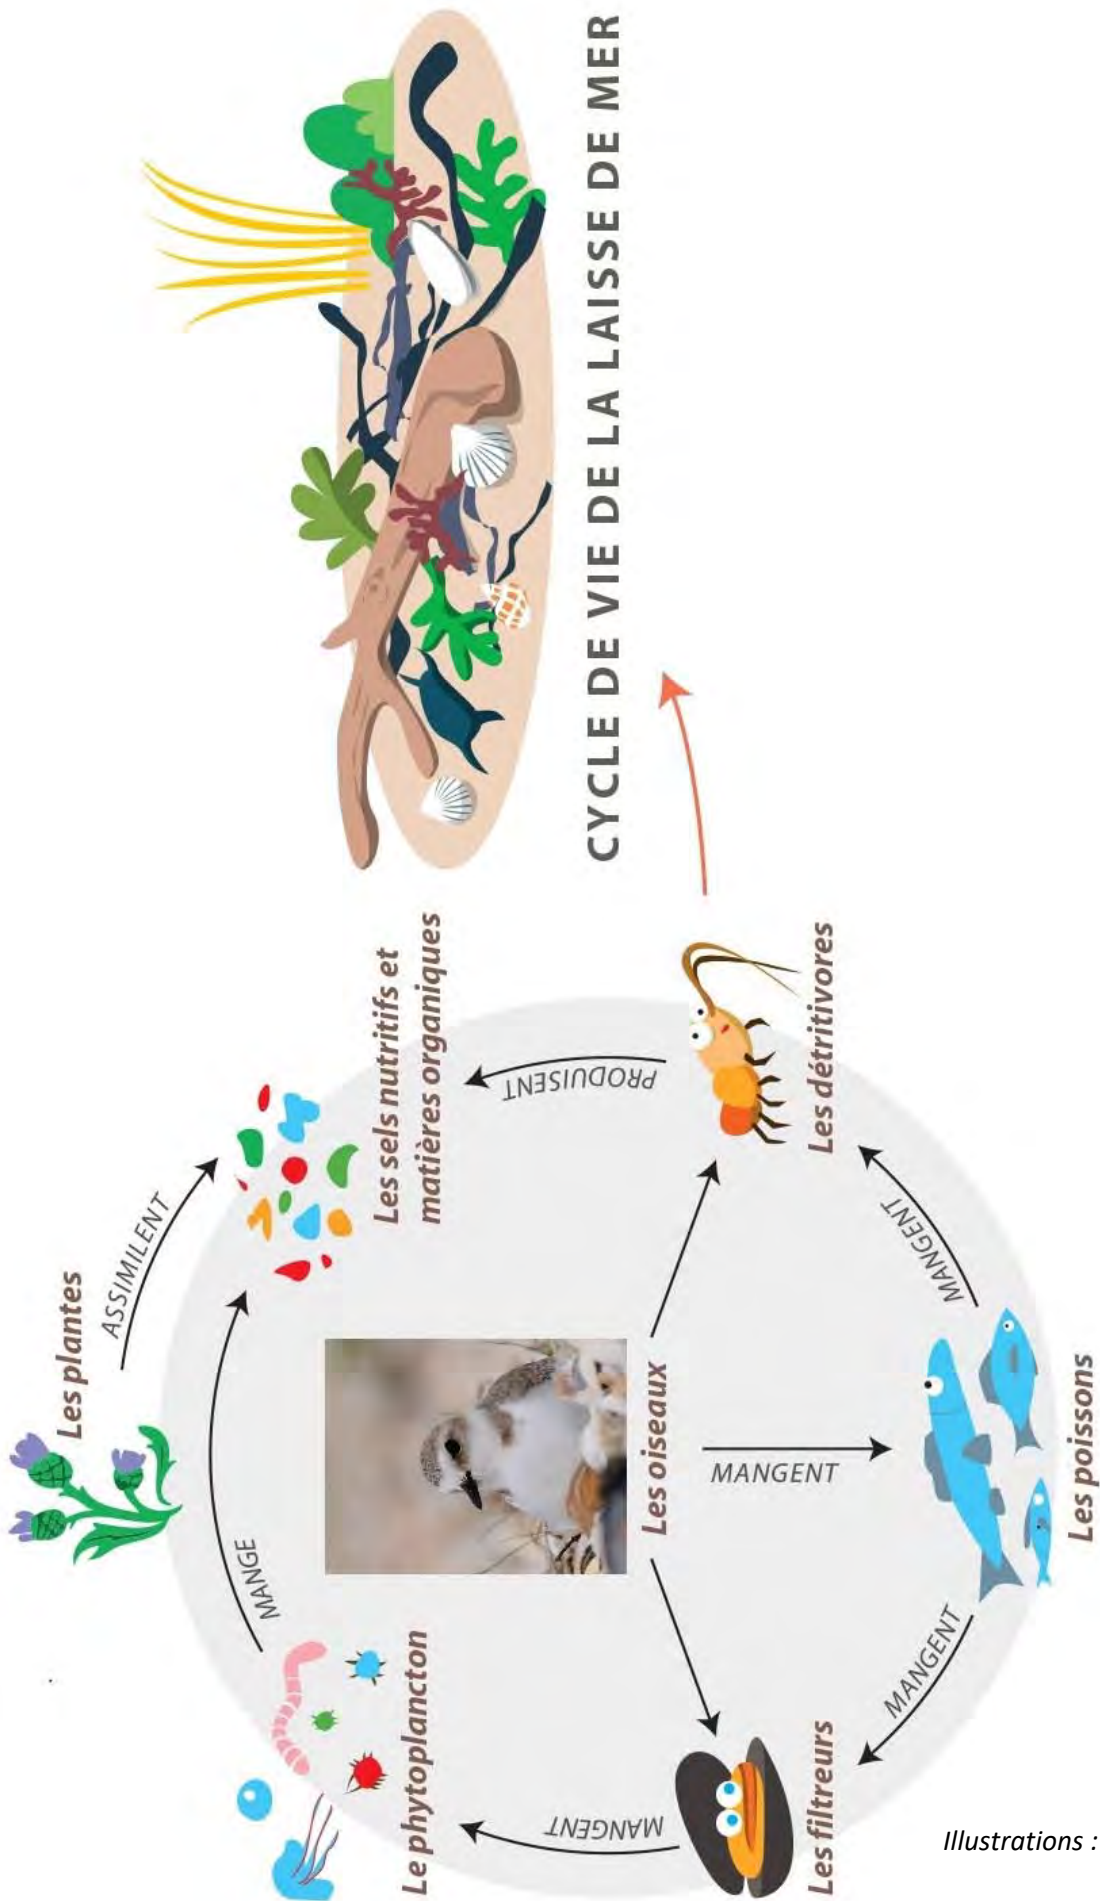 CYCLE DE VIE DE LA LAISSE DE MER
Les plantes
ASSIMILENT
MANGE
Les sels nutritifs et
matières organiques
Le phytoplancton
PRODUISENT
MANGENT
Les oiseaux
MANGENT
Les détritivores
Les filtreurs
MANGENT
MANGENT
Les poissons
Illustrations :